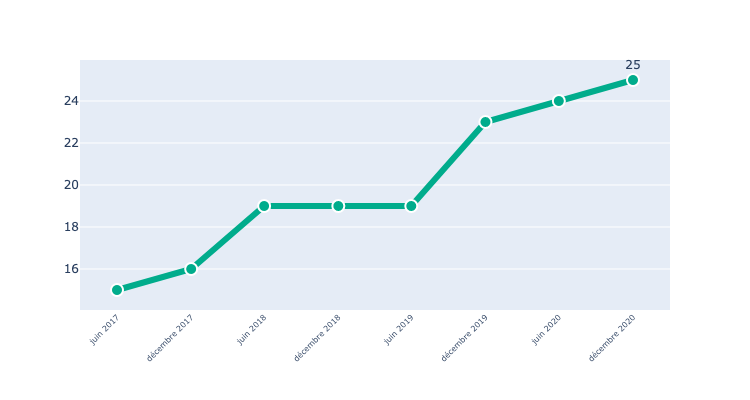 25
24
22
20
18
16
juin 2017
décembre 2017
juin 2018
décembre 2018
juin 2019
décembre 2019
juin 2020
décembre 2020